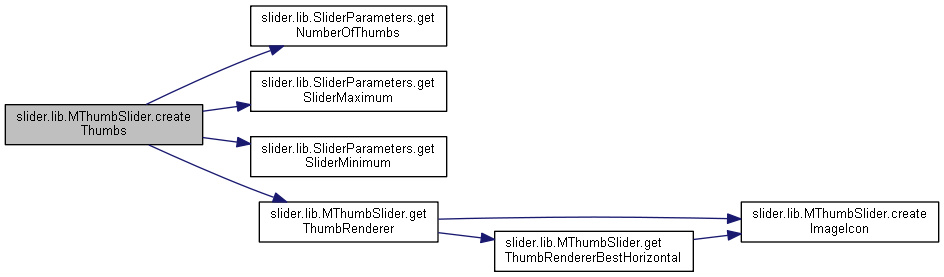 slider.lib.SliderParameters.get
NumberOfThumbs
slider.lib.SliderParameters.get
SliderMaximum
slider.lib.MThumbSlider.create
Thumbs
slider.lib.SliderParameters.get
SliderMinimum
slider.lib.MThumbSlider.get
ThumbRenderer
slider.lib.MThumbSlider.get
ThumbRendererBestHorizontal
slider.lib.MThumbSlider.create
ImageIcon